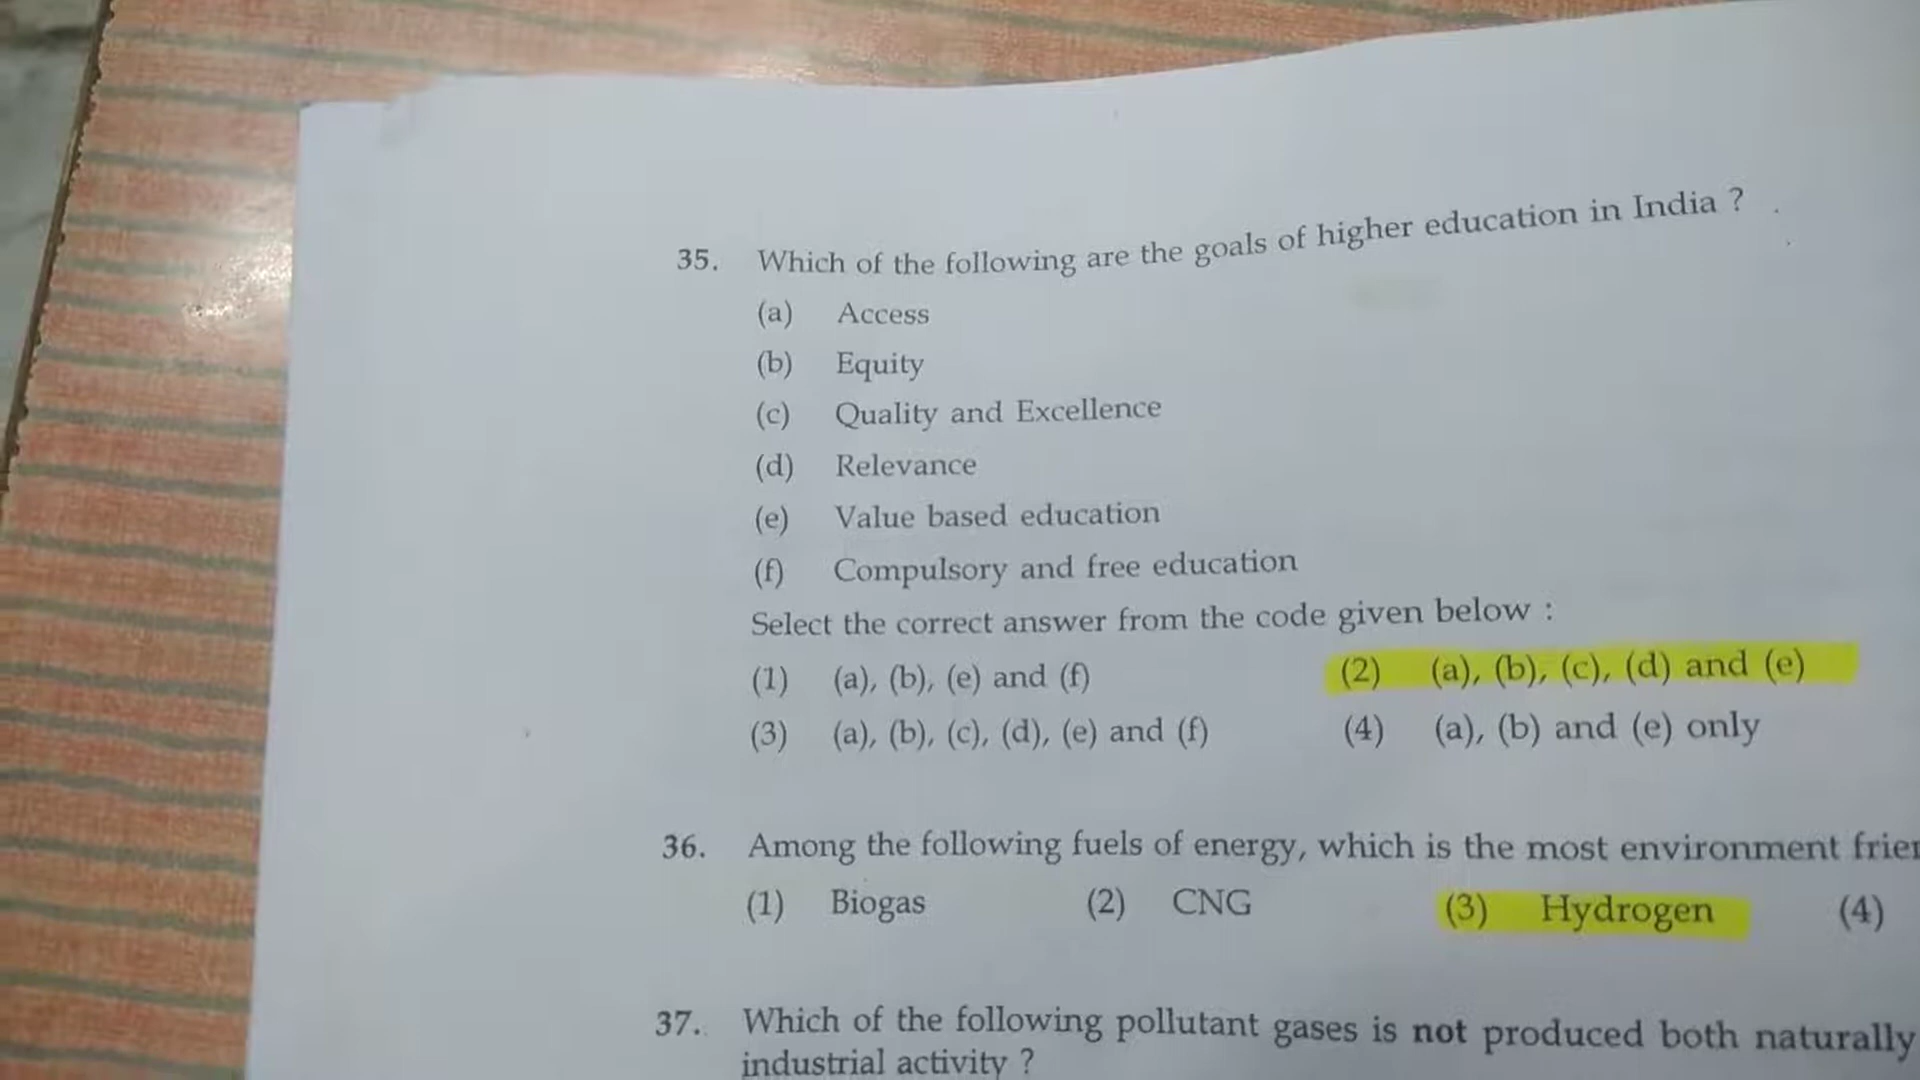 35. Which of the following are the goals of higher education in India ?
(a) Access
(b) Equity
(c) Quality and Excellence
(d) Relevance
(e) Value based education
(f) Compulsory and free education
Select the correct answer from the code given below :
(1) (a), (b), (e) and (f) (2) (a), (b), (c), (d) and (e)
(3) (a), (b), (c), (d), (e) and (f) (4) (a), (b) and (e) only
36. Among the following fuels of energy, which is the most environment
(1) Biogas (2) CNG (3) Hydrogen (4)
37. Which of the following pollutant gases is not produced both naturally
industrial activity ?